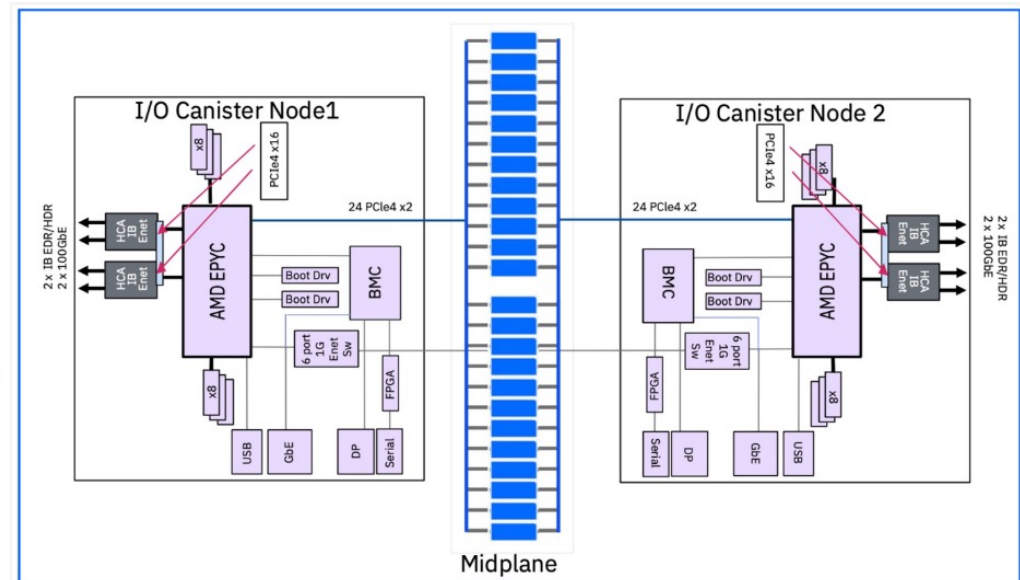 I/O Canister Node1
x8
PCIe4 x16
24 PCIe4 x2
2 x IB EDR/HDR
2 x 100GbE
HCA
IB
Enet
HCA
IB
Enet
AMD EPYC
Boot Drv
Boot Drv
BMC
6 port
1G
Enet
Sw
x8
FPGA
USB
GbE
DP
Serial
Midplane
I/O Canister Node 2
PCIe4 x16
x8
24 PCIe4 x2
AMD EPYC
HCA
IB
Enet
HCA
IB
Enet
2 x IB EDR/HDR
2 x 100GbE
BMC
Boot Drv
Boot Drv
6 port
1G
Enet
Sw
x8
FPGA
Serial
DP
GbE
USB